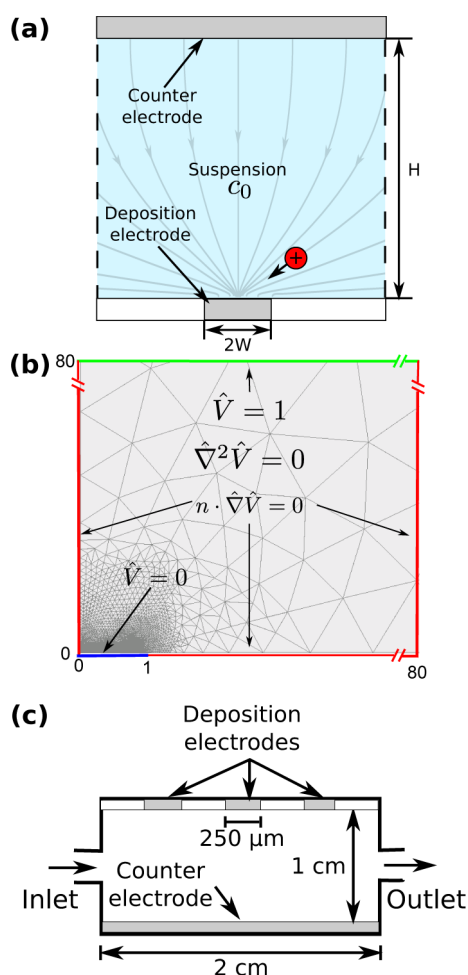 (a)
Counter
electrode
H
Suspension
c₀
Deposition
electrode
+
2W
(b)
80
V̂ = 1
∇̂²V̂ = 0
n · ∇̂V̂ = 0
V̂ = 0
0
0 1 80
(c)
Deposition
electrodes
250 µm
1 cm
Counter
electrode
Inlet
Outlet
2 cm